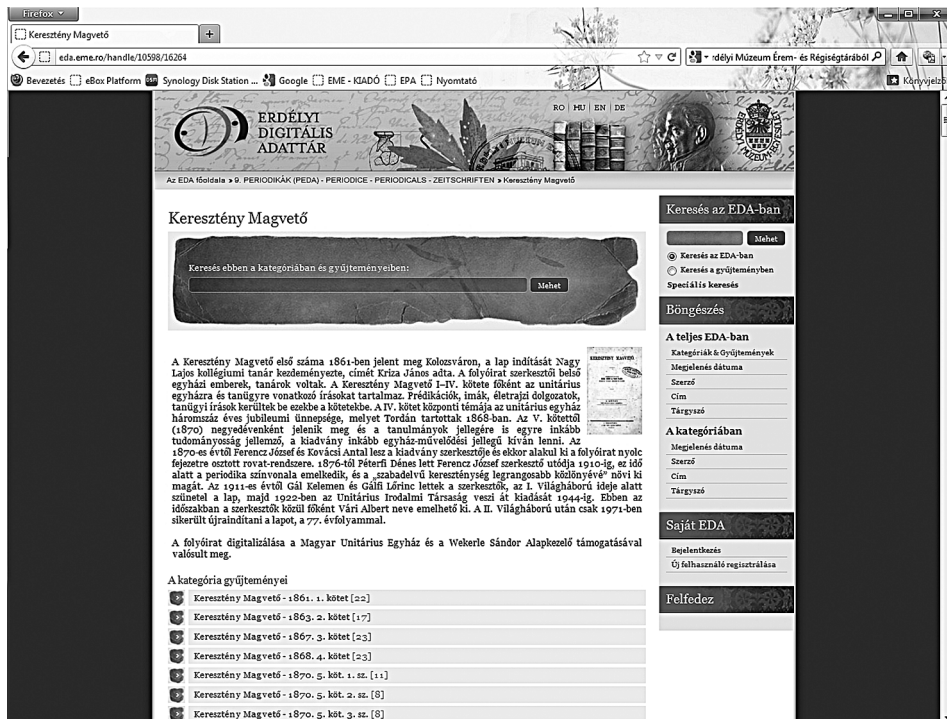 Firefox
Keresztény Magvető
eda.eme.ro/handle/10598/16264
rdélyi Múzeum Érem- és Régiségtárából
Bevezetés eBox Platform Synology Disk Station ... Google EME - KIADÓ EPA Nyomtató
Könyvjelző
ERDÉLYI
DIGITÁLIS
ADATTÁR
RO | HU | EN | DE
Az EDA főoldala » 9. PERIODIKÁK (PEDA) - PERIODICE - PERIODICALS - ZEITSCHRIFTEN » Keresztény Magvető
Keresztény Magvető
Keresés ebben a kategóriában és gyűjteményeiben:
Mehet
A Keresztény Magvető első száma 1861-ben jelent meg Kolozsváron, a lap indítását Nagy
Lajos kollégiumi tanár kezdeményezte, címét Kriza János adta. A folyóirat szerkesztői belső
egyházi emberek, tanárok voltak. A Keresztény Magvető I–IV. kötete főként az unitárius
egyházra és tanügyre vonatkozó írásokat tartalmaz. Prédikációk, imák, életrajzi dolgozatok,
tanügyi írások kerültek be ezekbe a kötetekbe. A IV. kötet központi témája az unitárius egyház
háromszáz éves jubileumi ünnepsége, melyet Tordán tartottak 1868-ban. Az V. kötettől
(1870) negyedévenként jelenik meg és a tanulmányok jellegére is egyre inkább
tudományosság jellemző, a kiadvány inkább egyház-művelődési jellegű kíván lenni. Az
1870-es évtől Ferencz József és Kovácsi Antal lesz a kiadvány szerkesztője és ekkor alakul ki a folyóirat nyolc
fejezetre osztott rovat-rendszere. 1876-tól Péterfi Dénes lett Ferencz József szerkesztő utódja 1910-ig, ez idő
alatt a periodika színvonala emelkedik, és a „szabadelvű kereszténység legrangosabb közlönyévé" növi ki
magát. Az 1911-es évtől Gál Kelemen és Gálfi Lőrinc lettek a szerkesztők, az I. Világháború ideje alatt
szünetel a lap, majd 1922-ben az Unitárius Irodalmi Társaság veszi át kiadását 1944-ig. Ebben az
időszakban a szerkesztők közül főként Vári Albert neve emelhető ki. A II. Világháború után csak 1971-ben
sikerült újraindítani a lapot, a 77. évfolyammal.
A folyóirat digitalizálása a Magyar Unitárius Egyház és a Wekerle Sándor Alapkezelő támogatásával
valósult meg.
A kategória gyűjteményei
Keresztény Magvető - 1861. 1. kötet [22]
Keresztény Magvető - 1863. 2. kötet [17]
Keresztény Magvető - 1867. 3. kötet [23]
Keresztény Magvető - 1868. 4. kötet [23]
Keresztény Magvető - 1870. 5. köt. 1. sz. [11]
Keresztény Magvető - 1870. 5. köt. 2. sz. [8]
Keresztény Magvető - 1870. 5. köt. 3. sz. [8]
Keresés az EDA-ban
Mehet
Keresés az EDA-ban
Keresés a gyűjteményben
Speciális keresés
Böngészés
A teljes EDA-ban
Kategóriák & Gyűjtemények
Megjelenés dátuma
Szerző
Cím
Tárgyszó
A kategóriában
Megjelenés dátuma
Szerző
Cím
Tárgyszó
Saját EDA
Bejelentkezés
Új felhasználó regisztrálása
Felfedez